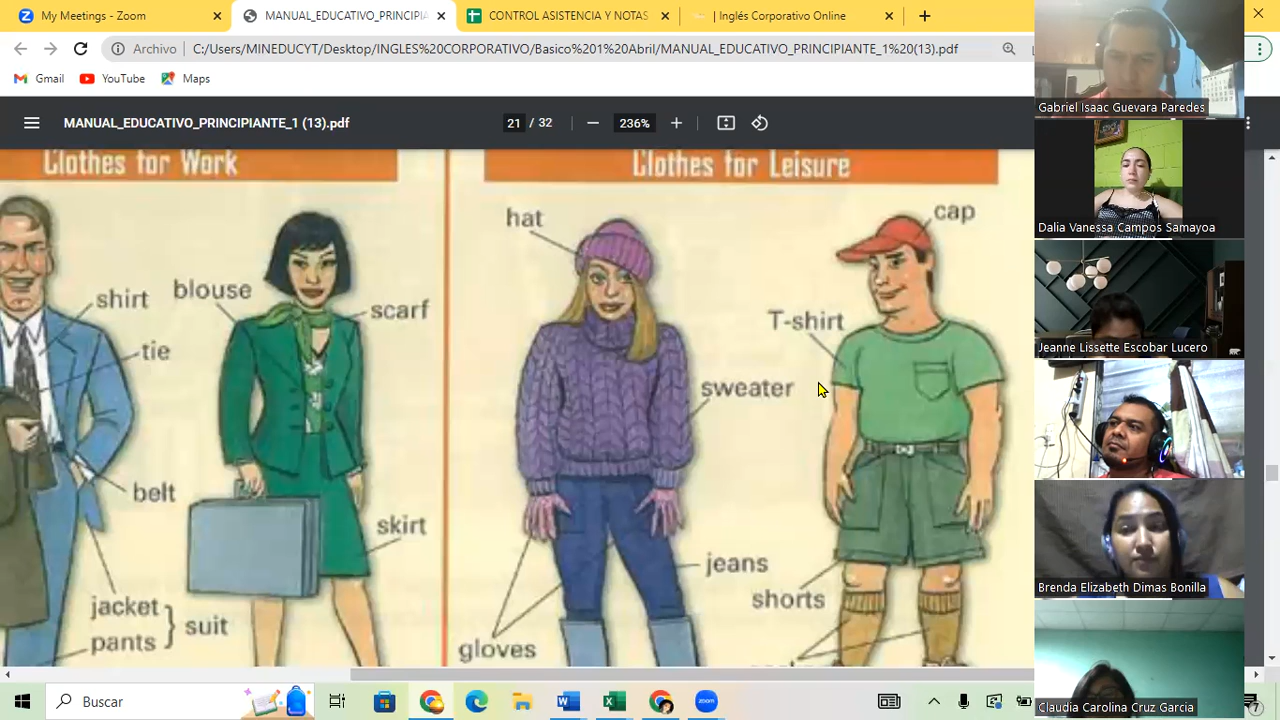 My Meetings - Zoom
MANUAL_EDUCATIVO_PRINCIPIA
CONTROL ASISTENCIA Y NOTAS
| Inglés Corporativo Online
Archivo
C:/Users/MINEDUCYT/Desktop/INGLES%20CORPORATIVO/Basico%201%20Abril/MANUAL_EDUCATIVO_PRINCIPIANTE_1%20(13).pdf
Gmail
YouTube
Maps
MANUAL_EDUCATIVO_PRINCIPIANTE_1 (13).pdf
21 / 32
236%
Clothes for Work
shirt
blouse
scarf
tie
belt
skirt
jacket
pants
suit
Clothes for Leisure
hat
cap
T-shirt
sweater
jeans
shorts
gloves
Gabriel Isaac Guevara Paredes
Dalia Vanessa Campos Samayoa
Jeanne Lissette Escobar Lucero
Brenda Elizabeth Dimas Bonilla
Claudia Carolina Cruz Garcia
Buscar